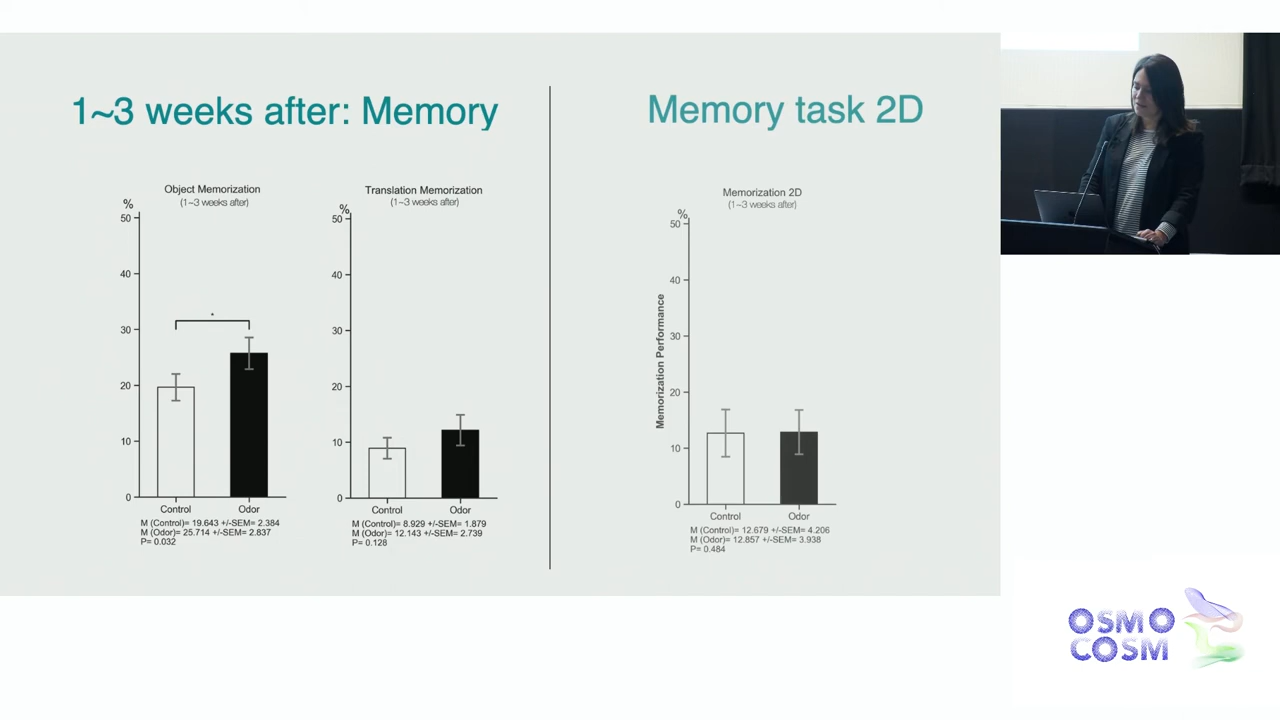 1~3 weeks after: Memory
Object Memorization
(1~3 weeks after)
%
50
40
30
20
10
0
*
Control
Odor
M (Control)= 19.643 +/-SEM= 2.384
M (Odor)= 25.714 +/-SEM= 2.837
P= 0.032
Translation Memorization
(1~3 weeks after)
%
50
40
30
20
10
0
Control
Odor
M (Control)= 8.929 +/-SEM= 1.879
M (Odor)= 12.143 +/-SEM= 2.739
P= 0.128
Memory task 2D
Memorization 2D
(1~3 weeks after)
%
50
40
30
20
10
0
Memorization Performance
Control
Odor
M (Control)= 12.679 +/-SEM= 4.206
M (Odor)= 12.857 +/-SEM= 3.938
P= 0.484
OSMO
COSM